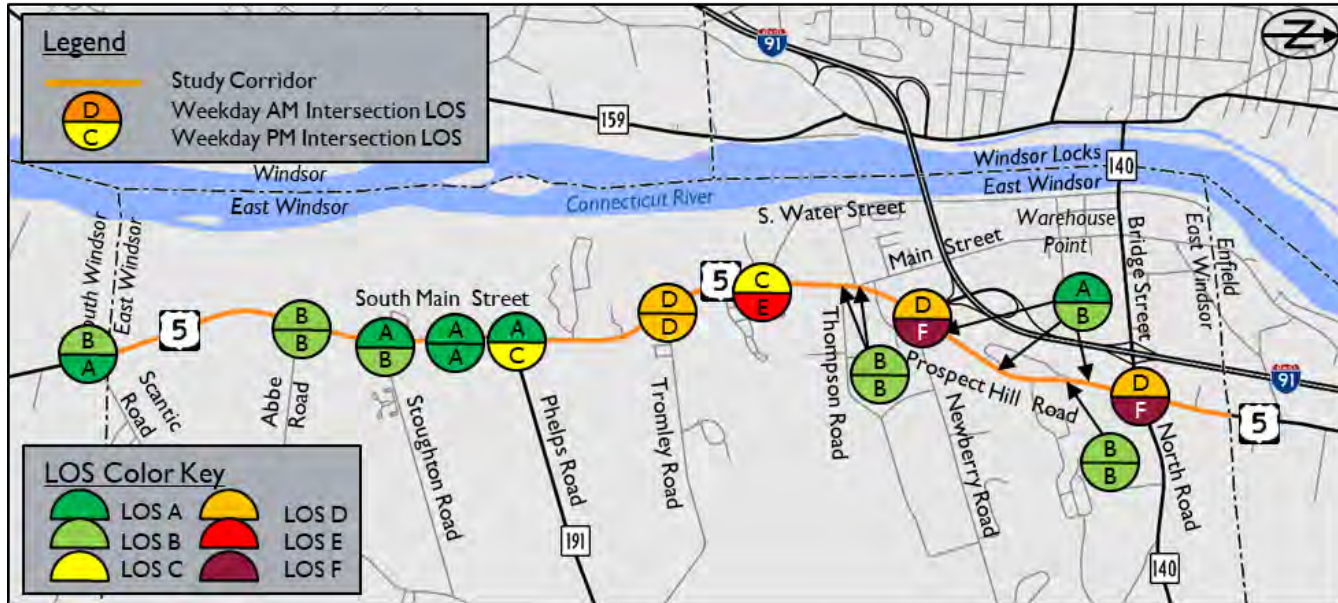 Legend
Study Corridor
D
Weekday AM Intersection LOS
C
Weekday PM Intersection LOS
91
Z
159
Windsor
East Windsor
Connecticut River
Windsor Locks
East Windsor
140
S. Water Street
Main Street
Warehouse
Point
Bridge Street
East Windsor
Enfield
South Windsor
East Windsor
5
B
A
Scantic
Road
B
B
Abbe
Road
South Main Street
A
B
Stoughton Road
A
A
A
C
Phelps Road
191
D
D
Tromley Road
5
C
E
Thompson Road
B
B
D
F
Prospect Hill Road
Newberry Road
A
B
B
B
D
F
North Road
140
91
5
LOS Color Key
LOS A
LOS D
LOS B
LOS E
LOS C
LOS F